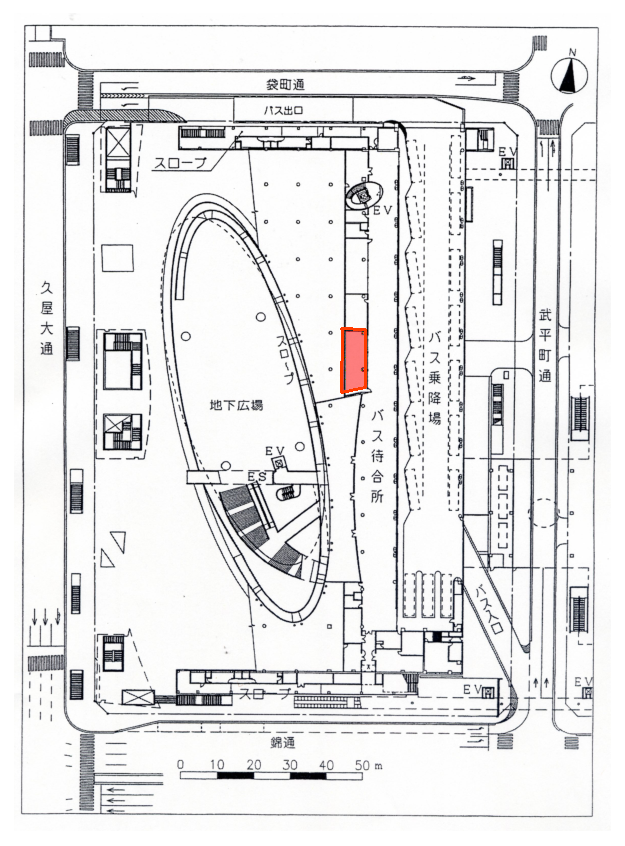 袋町通
N
バス出口
スロープ
EV
EV
久屋大通
武平町通
スロープ
バス乗降場
地下広場
バス待合所
EV
ES
バス入口
スロープ
EV
EV
錦通
0 10 20 30 40 50 m